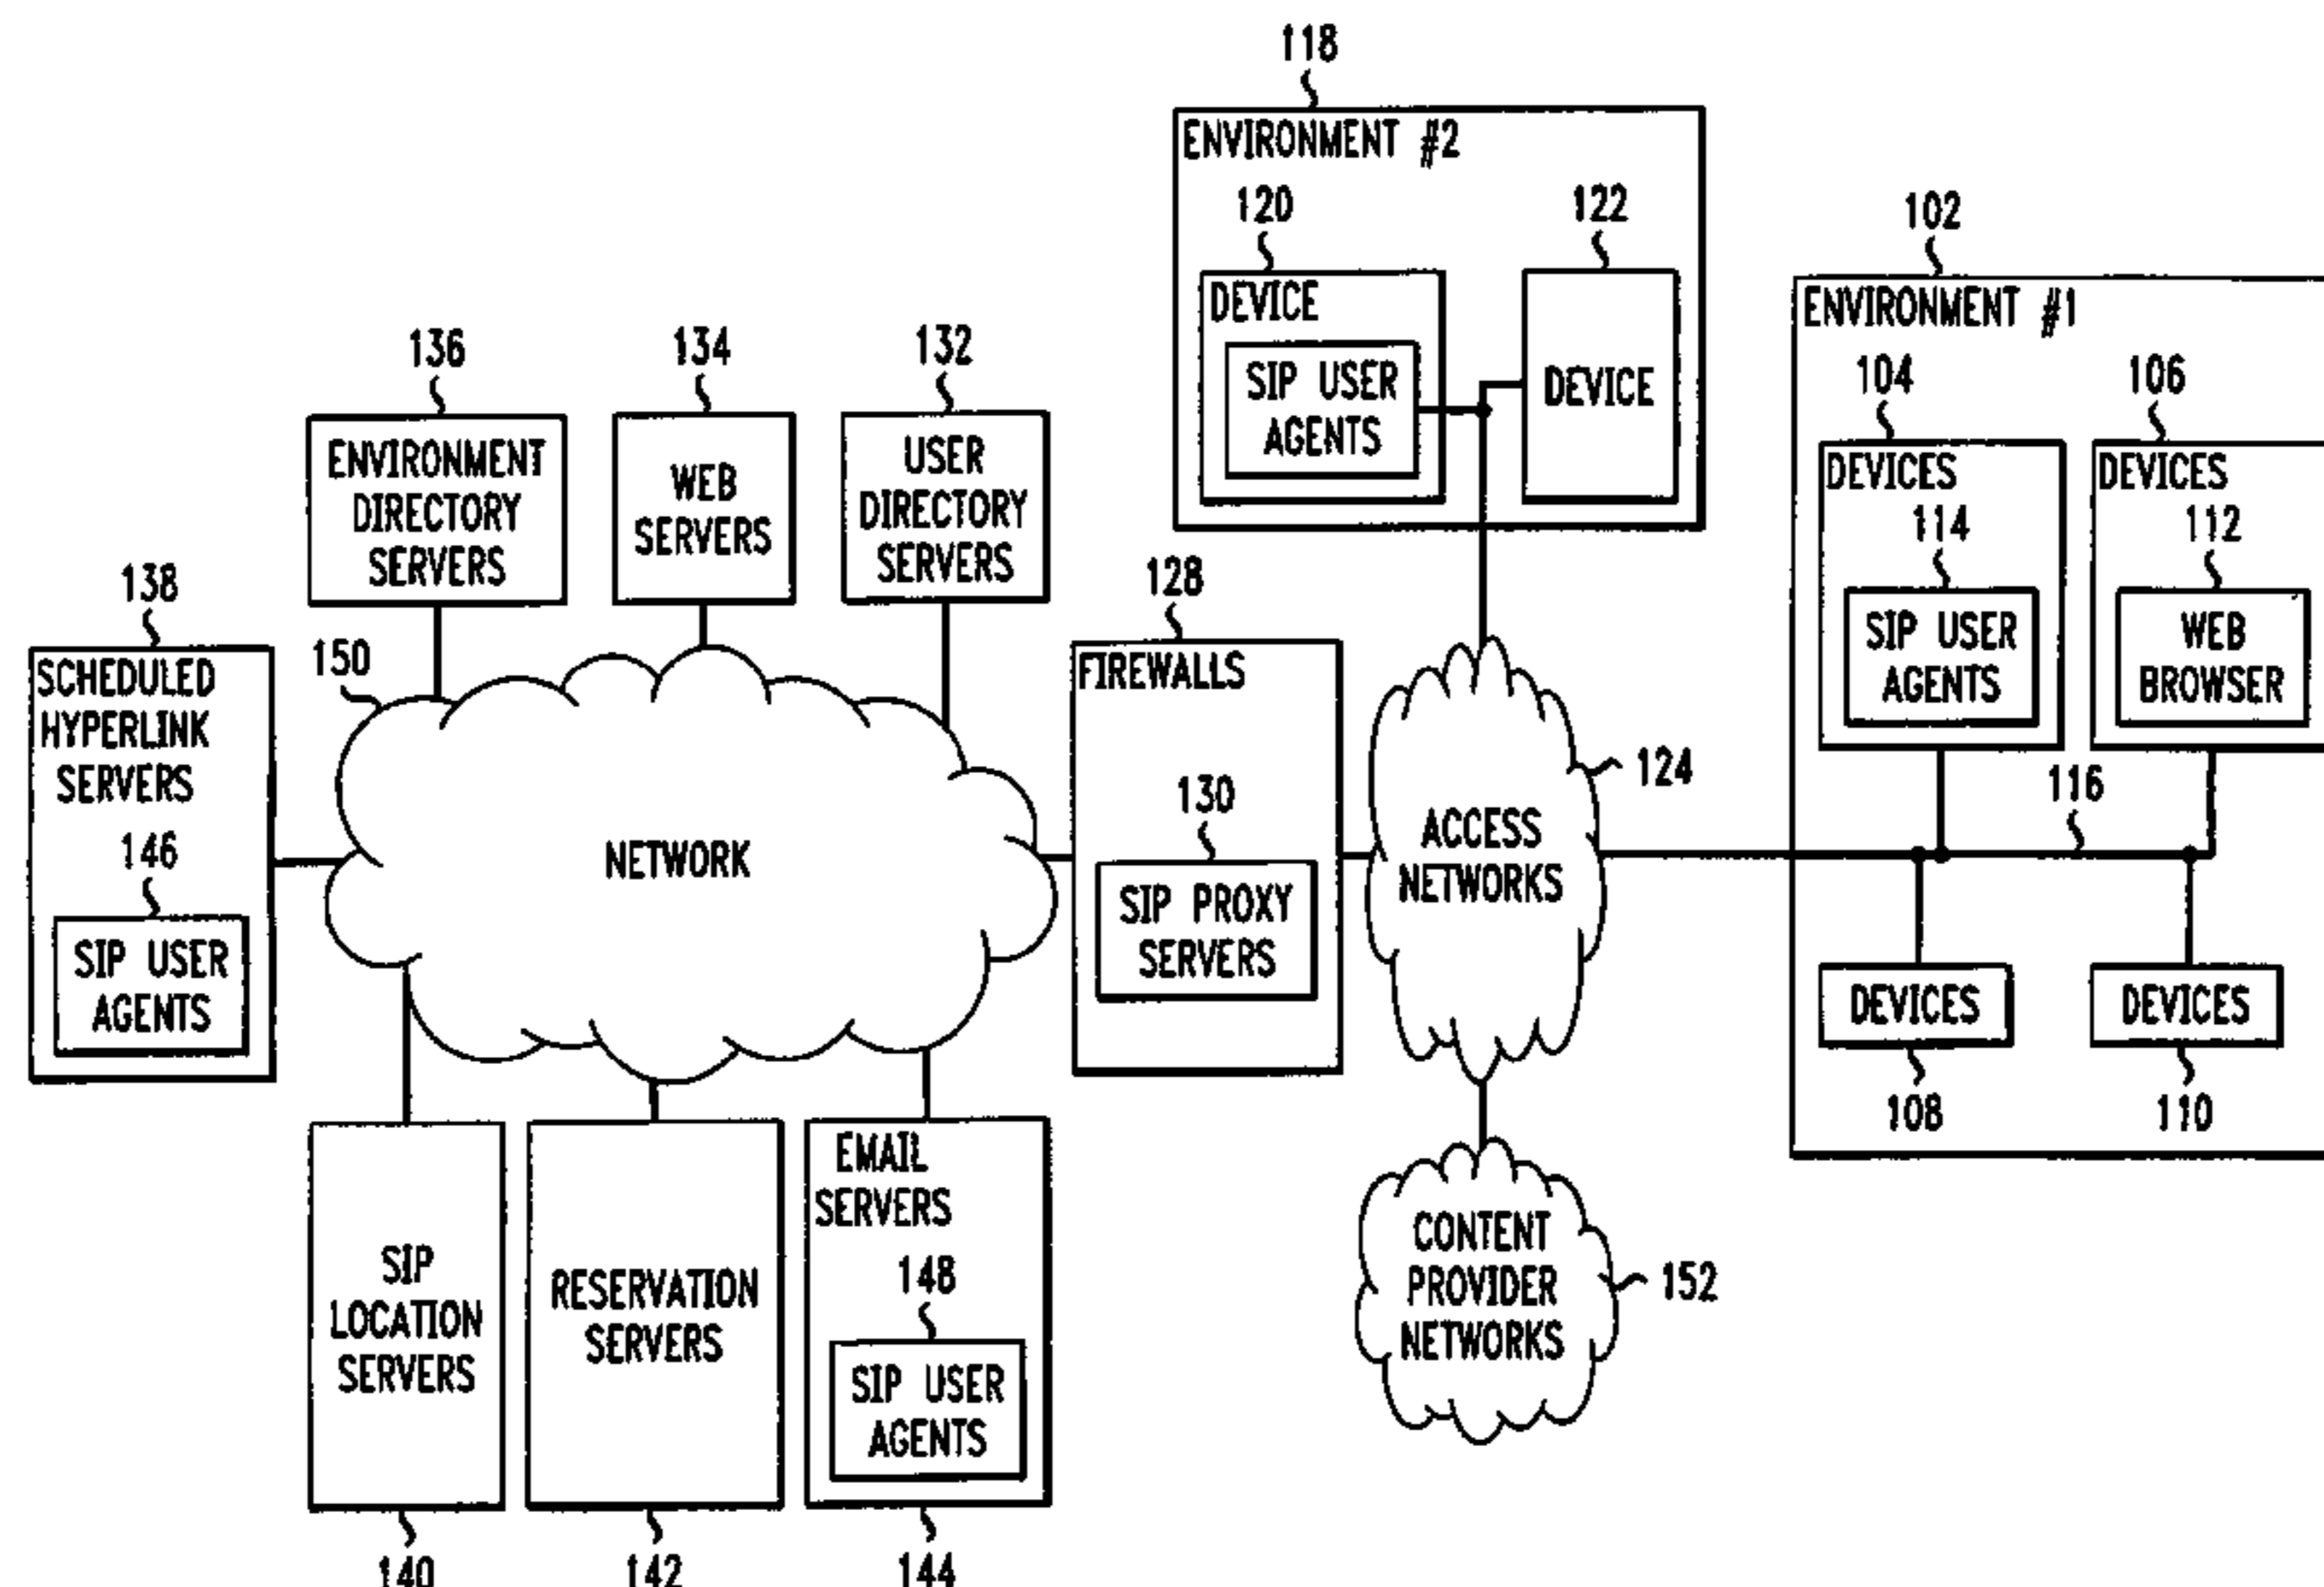 118
ENVIRONMENT #2
120
122
DEVICE
SIP USER
AGENTS
DEVICE
102
ENVIRONMENT #1
104
106
DEVICES
DEVICES
114
112
SIP USER
AGENTS
WEB
BROWSER
116
DEVICES
DEVICES
108
110
136
134
132
ENVIRONMENT
DIRECTORY
SERVERS
WEB
SERVERS
USER
DIRECTORY
SERVERS
138
SCHEDULED
HYPERLINK
SERVERS
146
SIP USER
AGENTS
150
NETWORK
128
FIREWALLS
130
SIP PROXY
SERVERS
124
ACCESS
NETWORKS
SIP
LOCATION
SERVERS
RESERVATION
SERVERS
EMAIL
SERVERS
148
SIP USER
AGENTS
CONTENT
PROVIDER
NETWORKS
152
140
142
144